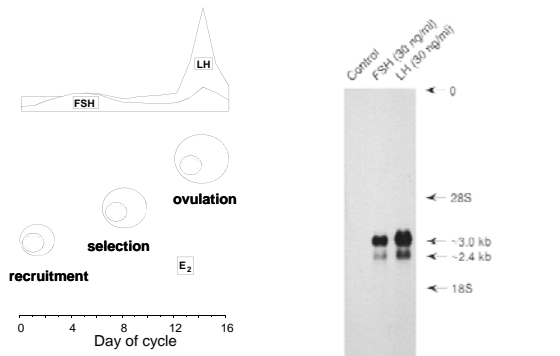 LH
FSH
ovulation
selection
E2
recruitment
0 4 8 12 16
Day of cycle
Control
FSH (30 ng/ml)
LH (30 ng/ml)
0
28S
~3.0 kb
~2.4 kb
18S